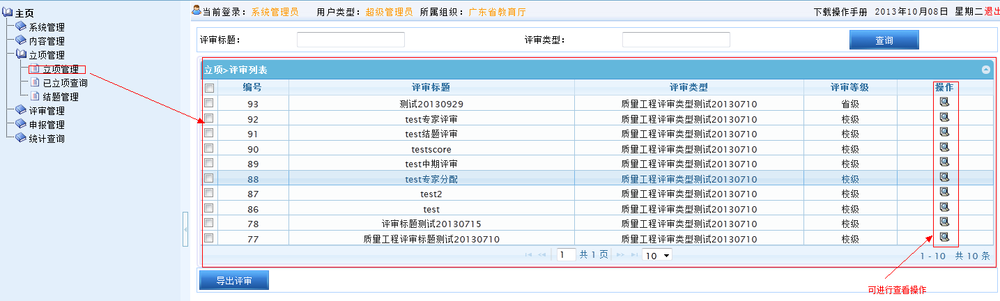 主页
系统管理
内容管理
立项管理
立项管理
已立项查询
结题管理
评审管理
申报管理
统计查询
当前登录：系统管理员 用户类型：超级管理员 所属组织：广东省教育厅 下载操作手册 2013年10月08日 星期二 退出
评审标题： 评审类型： 查询
立项>评审列表
编号 评审标题 评审类型 评审等级 操作
93 测试20130929 质量工程评审类型测试20130710 省级
92 test专家评审 质量工程评审类型测试20130710 校级
91 test结题评审 质量工程评审类型测试20130710 校级
90 testscore 质量工程评审类型测试20130710 校级
89 test中期评审 质量工程评审类型测试20130710 校级
88 test专家分配 质量工程评审类型测试20130710 校级
87 test2 质量工程评审类型测试20130710 校级
86 test 质量工程评审类型测试20130710 校级
78 评审标题测试20130715 质量工程评审类型测试20130710 校级
77 质量工程评审标题测试20130710 质量工程评审类型测试20130710 校级
1 共 1 页 10 1 - 10 共 10 条
导出评审
可进行查看操作